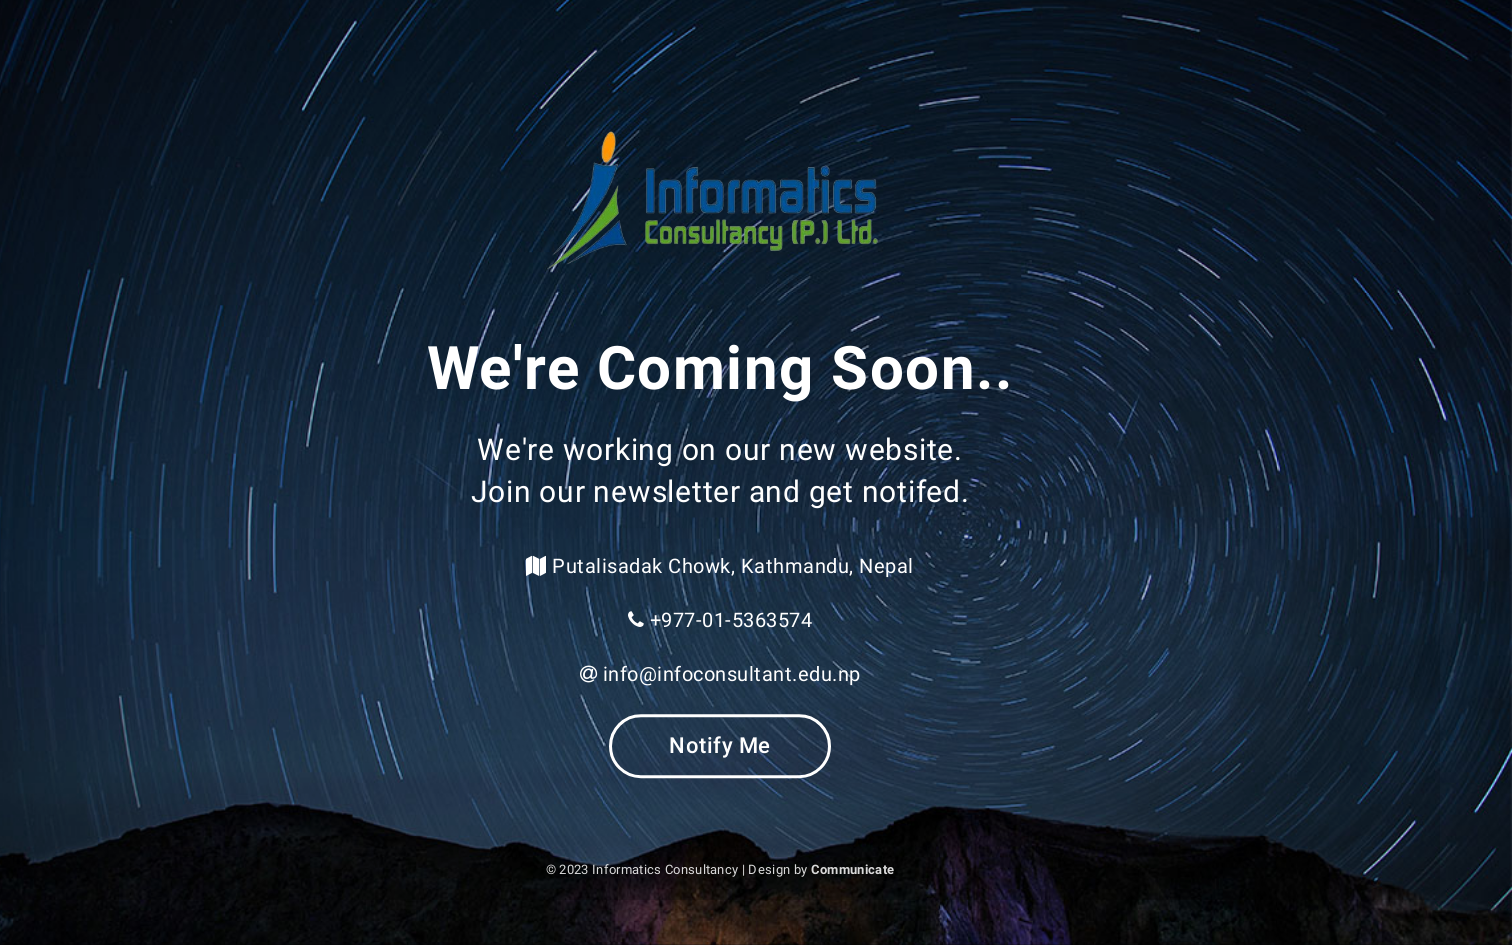 Informatics
Consultancy (P.) Ltd.
We're Coming Soon..
We're working on our new website.
Join our newsletter and get notifed.
Putalisadak Chowk, Kathmandu, Nepal
+977-01-5363574
info@infoconsultant.edu.np
Notify Me
© 2023 Informatics Consultancy | Design by Communicate